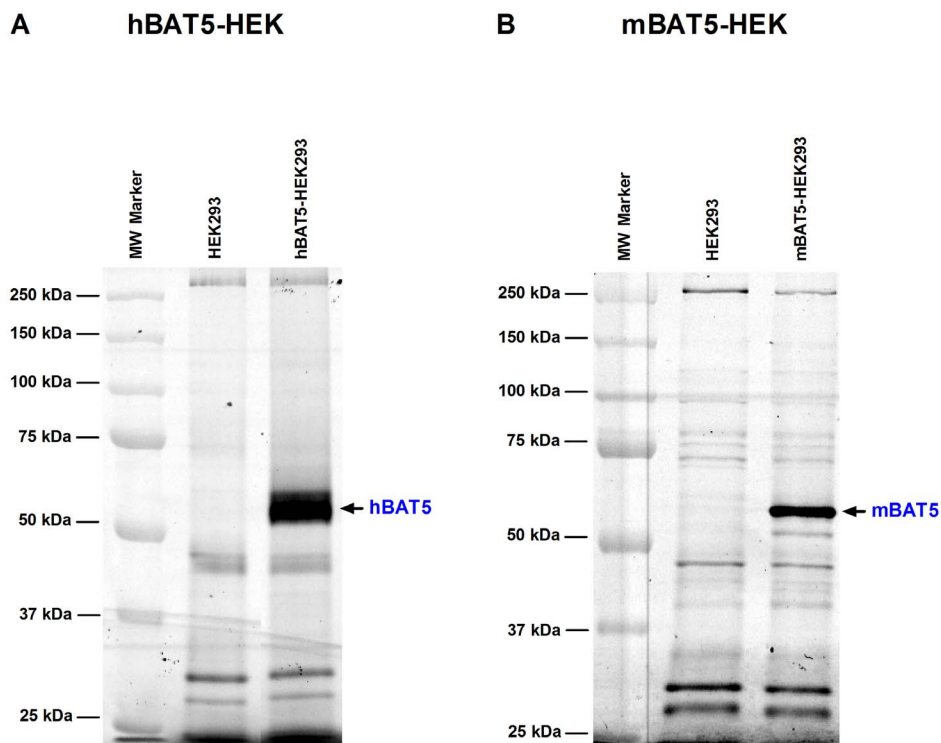 A
hBAT5-HEK
MW Marker
HEK293
hBAT5-HEK293
250 kDa
150 kDa
100 kDa
75 kDa
50 kDa
37 kDa
25 kDa
hBAT5
B
mBAT5-HEK
MW Marker
HEK293
mBAT5-HEK293
250 kDa
150 kDa
100 kDa
75 kDa
50 kDa
37 kDa
25 kDa
mBAT5